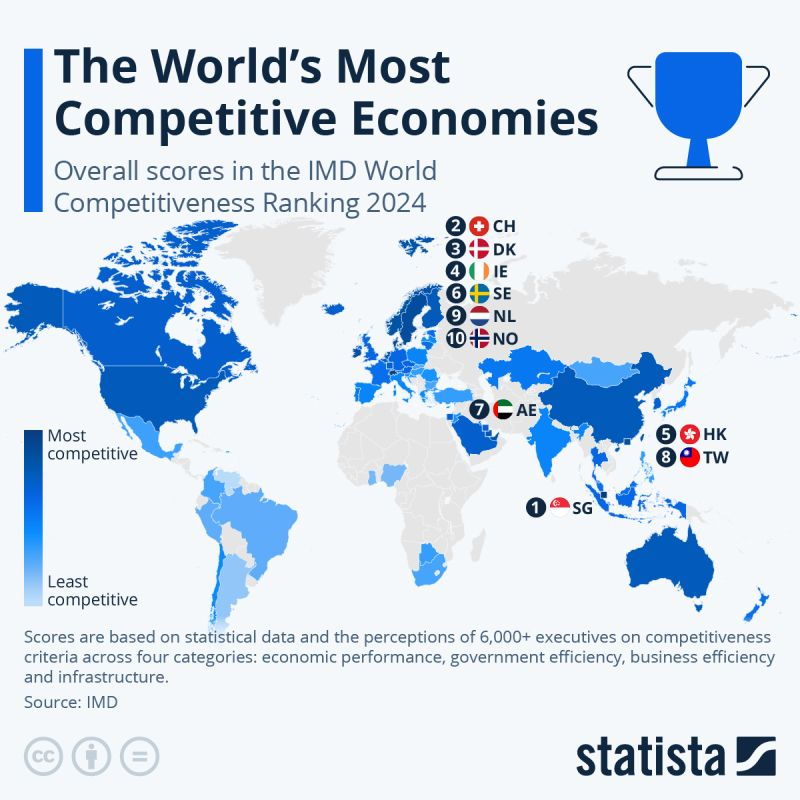 The World's Most
Competitive Economies
Overall scores in the IMD World
Competitiveness Ranking 2024
2 CH
3 DK
4 IE
6 SE
9 NL
10 NO
7 AE
5 HK
8 TW
1 SG
Most
competitive
Least
competitive
Scores are based on statistical data and the perceptions of 6,000+ executives on competitiveness
criteria across four categories: economic performance, government efficiency, business efficiency
and infrastructure.
Source: IMD
cc
=
statista